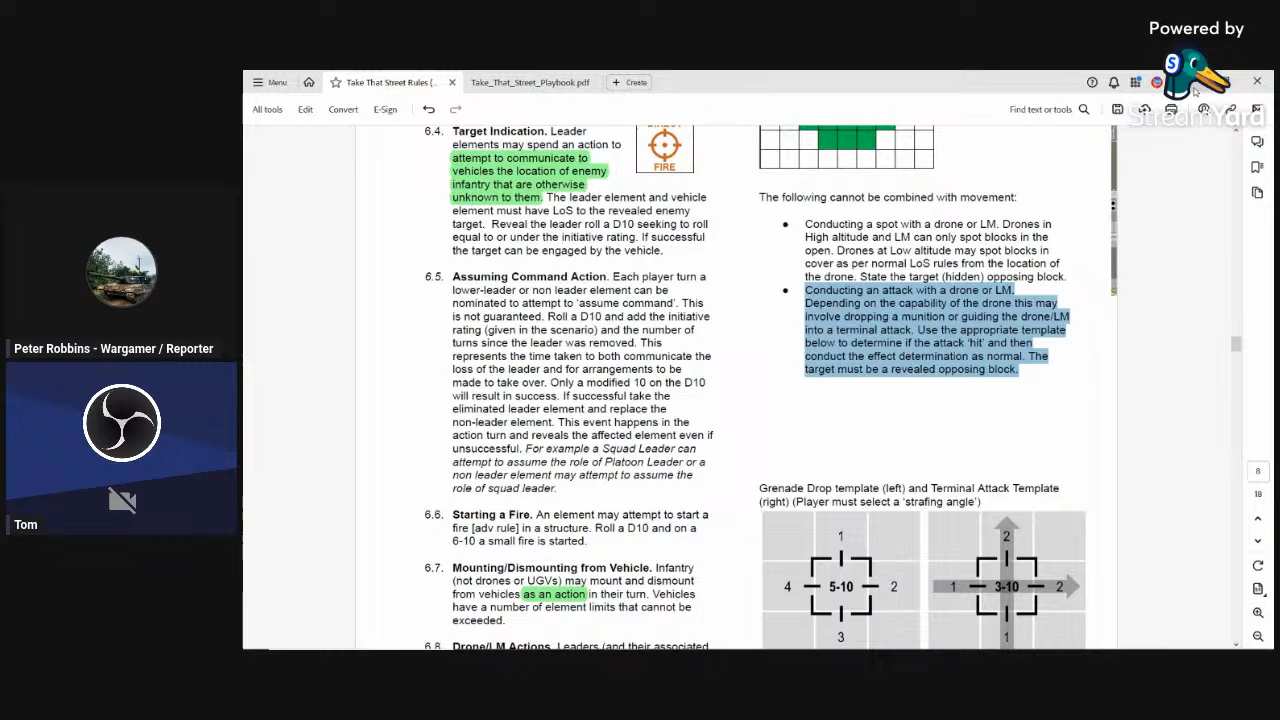 Powered by
StreamYard
Menu
Take That Street Rules (...
Take_That_Street_Playbook.pdf
Create
All tools
Edit
Convert
E-Sign
Find text or tools
6.4. Target Indication. Leader
elements may spend an action to
attempt to communicate to
vehicles the location of enemy
infantry that are otherwise
unknown to them. The leader element and vehicle
element must have LoS to the revealed enemy
target. Reveal the leader roll a D10 seeking to roll
equal to or under the initiative rating. If successful
the target can be engaged by the vehicle.
DIRECT
FIRE
6.5. Assuming Command Action. Each player turn a
lower-leader or non leader element can be
nominated to attempt to 'assume command'. This
is not guaranteed. Roll a D10 and add the initiative
rating (given in the scenario) and the number of
turns since the leader was removed. This
represents the time taken to both communicate the
loss of the leader and for arrangements to be
made to take over. Only a modified 10 on the D10
will result in success. If successful take the
eliminated leader element and replace the
non-leader element. This event happens in the
action turn and reveals the affected element even if
unsuccessful. For example a Squad Leader can
attempt to assume the role of Platoon Leader or a
non leader element may attempt to assume the
role of squad leader.
6.6. Starting a Fire. An element may attempt to start a
fire [adv rule] in a structure. Roll a D10 and on a
6-10 a small fire is started.
6.7. Mounting/Dismounting from Vehicle. Infantry
(not drones or UGVs) may mount and dismount
from vehicles as an action in their turn. Vehicles
have a number of element limits that cannot be
exceeded.
6.8. Drone/LM Actions. Leaders (and their associated
The following cannot be combined with movement:
● Conducting a spot with a drone or LM. Drones in
High altitude and LM can only spot blocks in the
open. Drones at Low altitude may spot blocks in
cover as per normal LoS rules from the location of
the drone. State the target (hidden) opposing block.
● Conducting an attack with a drone or LM.
Depending on the capability of the drone this may
involve dropping a munition or guiding the drone/LM
into a terminal attack. Use the appropriate template
below to determine if the attack 'hit' and then
conduct the effect determination as normal. The
target must be a revealed opposing block.
Grenade Drop template (left) and Terminal Attack Template
(right) (Player must select a 'strafing angle')
1
4 5-10 2
3
2
1 3-10 2
1
8
18
Peter Robbins - Wargamer / Reporter
Tom